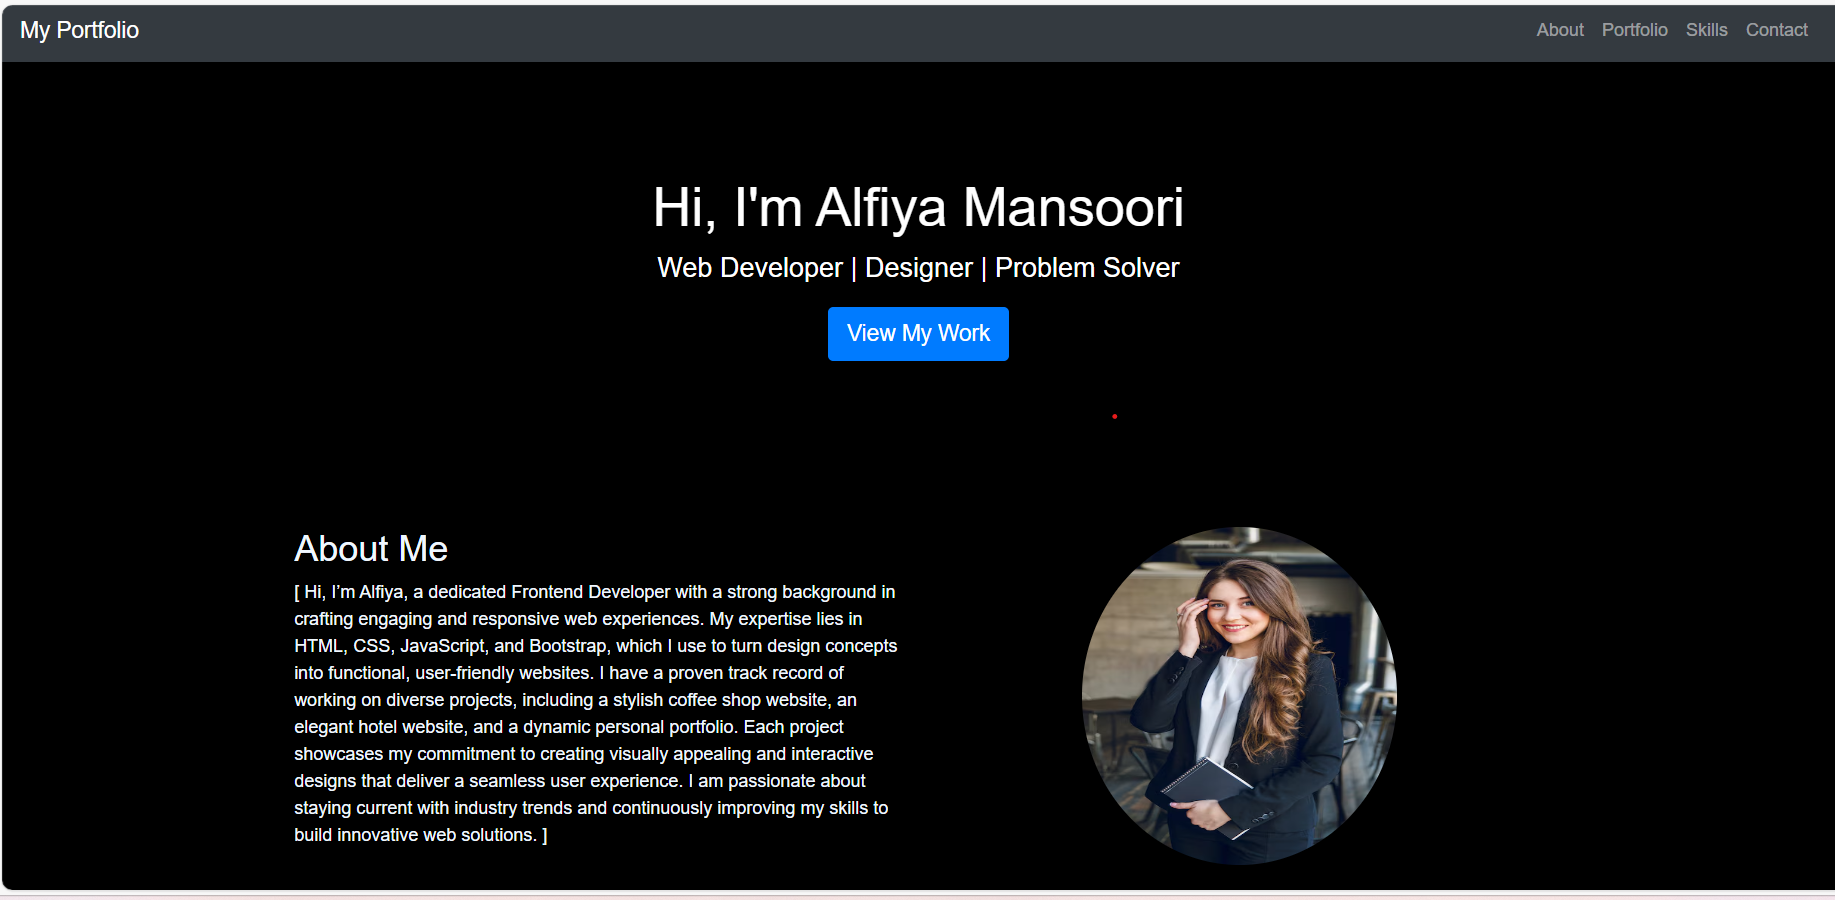 My Portfolio
About Portfolio Skills Contact
Hi, I'm Alfiya Mansoori
Web Developer | Designer | Problem Solver
View My Work
About Me
[ Hi, I’m Alfiya, a dedicated Frontend Developer with a strong background in
crafting engaging and responsive web experiences. My expertise lies in
HTML, CSS, JavaScript, and Bootstrap, which I use to turn design concepts
into functional, user-friendly websites. I have a proven track record of
working on diverse projects, including a stylish coffee shop website, an
elegant hotel website, and a dynamic personal portfolio. Each project
showcases my commitment to creating visually appealing and interactive
designs that deliver a seamless user experience. I am passionate about
staying current with industry trends and continuously improving my skills to
build innovative web solutions. ]